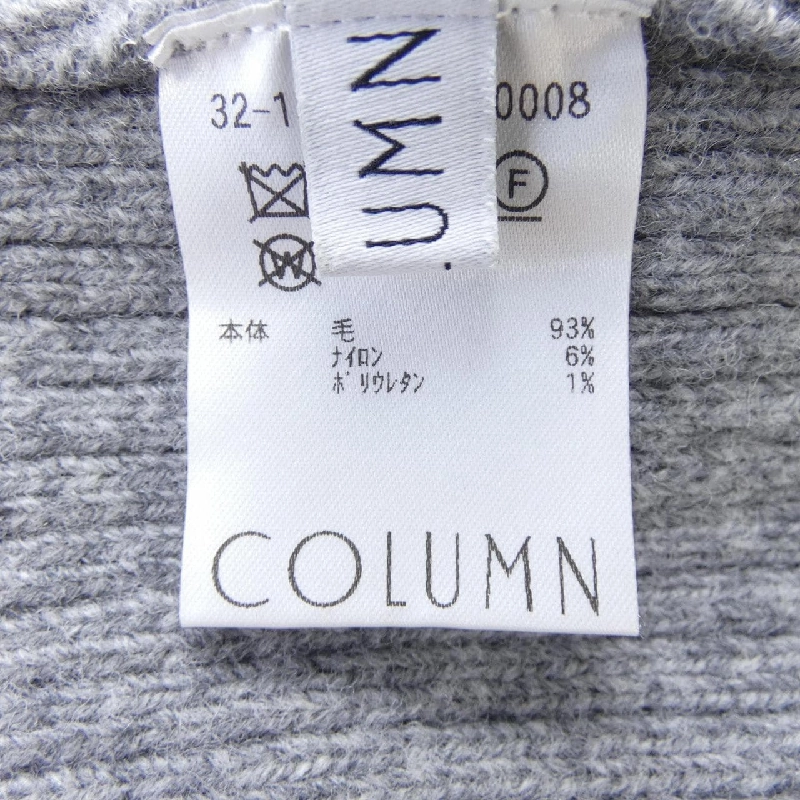 32-1
0008
UMN
F
W
本体 毛 93%
ナイロン 6%
ポリウレタン 1%
COLUMN